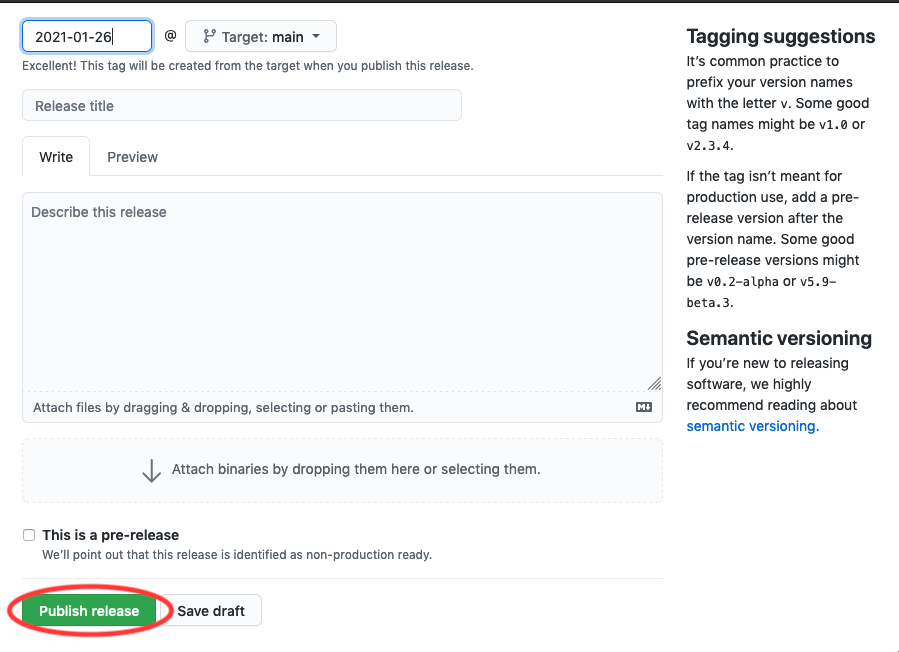 2021-01-26 @ Target: main
Excellent! This tag will be created from the target when you publish this release.
Release title
Write Preview
Describe this release
Attach files by dragging & dropping, selecting or pasting them.
Attach binaries by dropping them here or selecting them.
This is a pre-release
We'll point out that this release is identified as non-production ready.
Publish release Save draft
Tagging suggestions
It's common practice to
prefix your version names
with the letter v. Some good
tag names might be v1.0 or
v2.3.4.
If the tag isn't meant for
production use, add a pre-
release version after the
version name. Some good
pre-release versions might
be v0.2-alpha or v5.9-
beta.3.
Semantic versioning
If you're new to releasing
software, we highly
recommend reading about
semantic versioning.